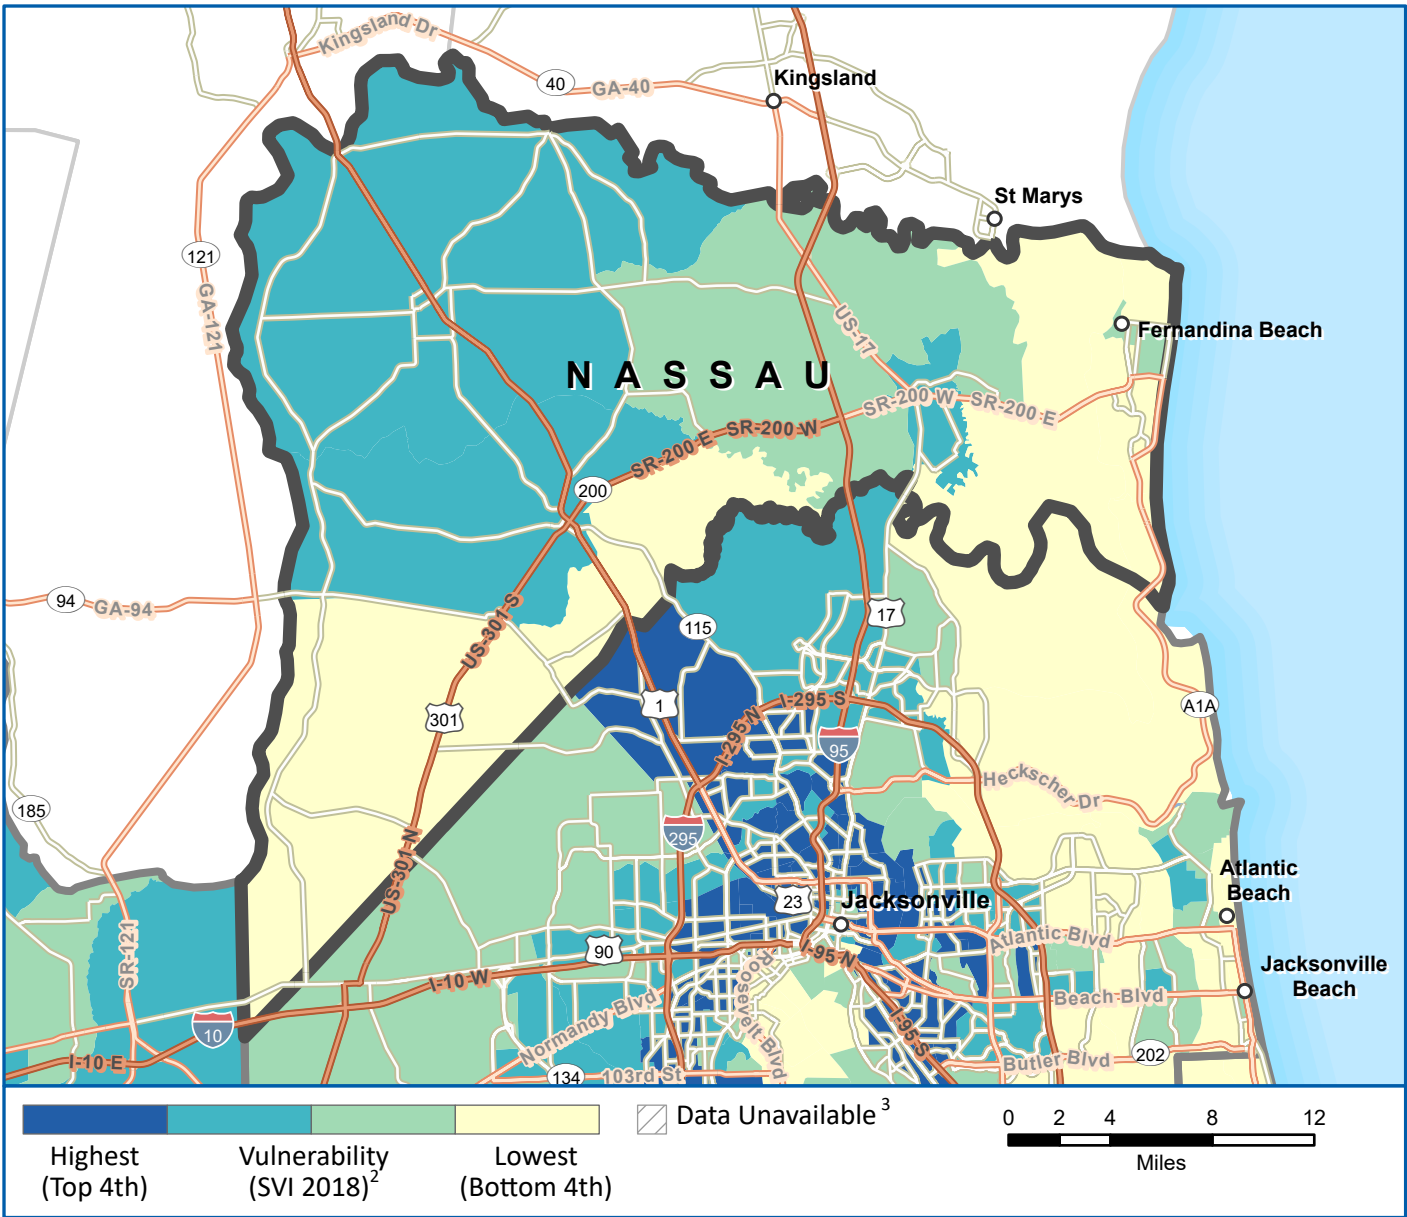 Kingsland Dr
40
GA-40
Kingsland
St Marys
121
GA-121
US-17
Fernandina Beach
NASSAU
SR-200 W
SR-200 E
SR-200 E
SR-200 W
200
94
GA-94
US-301 S
115
17
1
I-295 N
I-295 S
A1A
301
95
Heckscher Dr
185
295
US-301 N
Atlantic
Beach
23
Jacksonville
SR-121
90
I-95 N
Atlantic Blvd
I-10 W
Roosevelt Blvd
Jacksonville
Beach
Beach Blvd
10
Normandy Blvd
I-95 S
I-10 E
134
103rd St
Butler Blvd
202
Highest
(Top 4th)
Vulnerability
(SVI 2018)2
Lowest
(Bottom 4th)
Data Unavailable 3
0 2 4 8 12
Miles